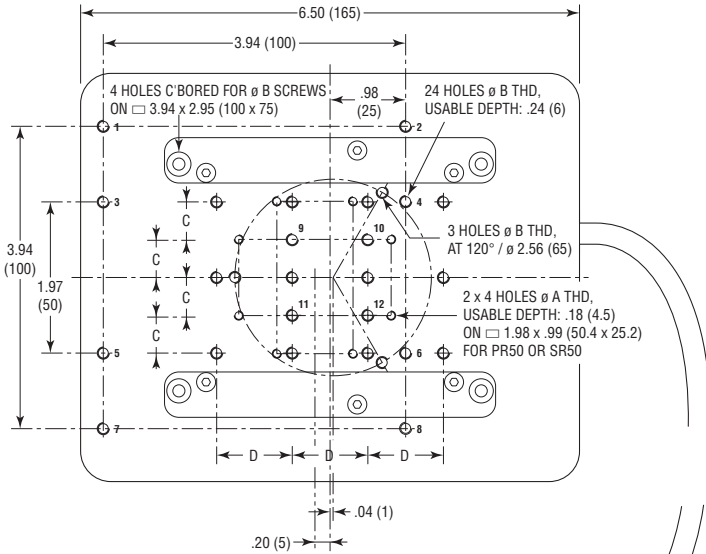 6.50 (165)
3.94 (100)
4 HOLES C'BORED FOR ø B SCREWS
ON □ 3.94 x 2.95 (100 x 75)
.98
(25)
24 HOLES ø B THD,
USABLE DEPTH: .24 (6)
1
2
3
4
C
9
10
3 HOLES ø B THD,
AT 120° / ø 2.56 (65)
C
3.94
(100)
1.97
(50)
C
11
12
2 x 4 HOLES ø A THD,
USABLE DEPTH: .18 (4.5)
ON □ 1.98 x .99 (50.4 x 25.2)
FOR PR50 OR SR50
C
5
6
7
8
D
D
D
.04 (1)
.20 (5)